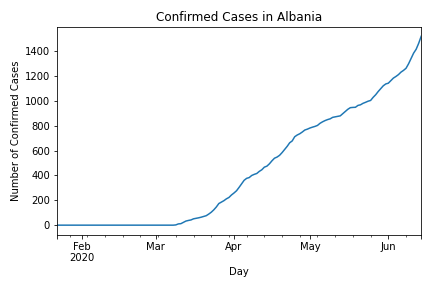 Confirmed Cases in Albania
Number of Confirmed Cases
1400
1200
1000
800
600
400
200
0
Feb Mar Apr May Jun
2020
Day